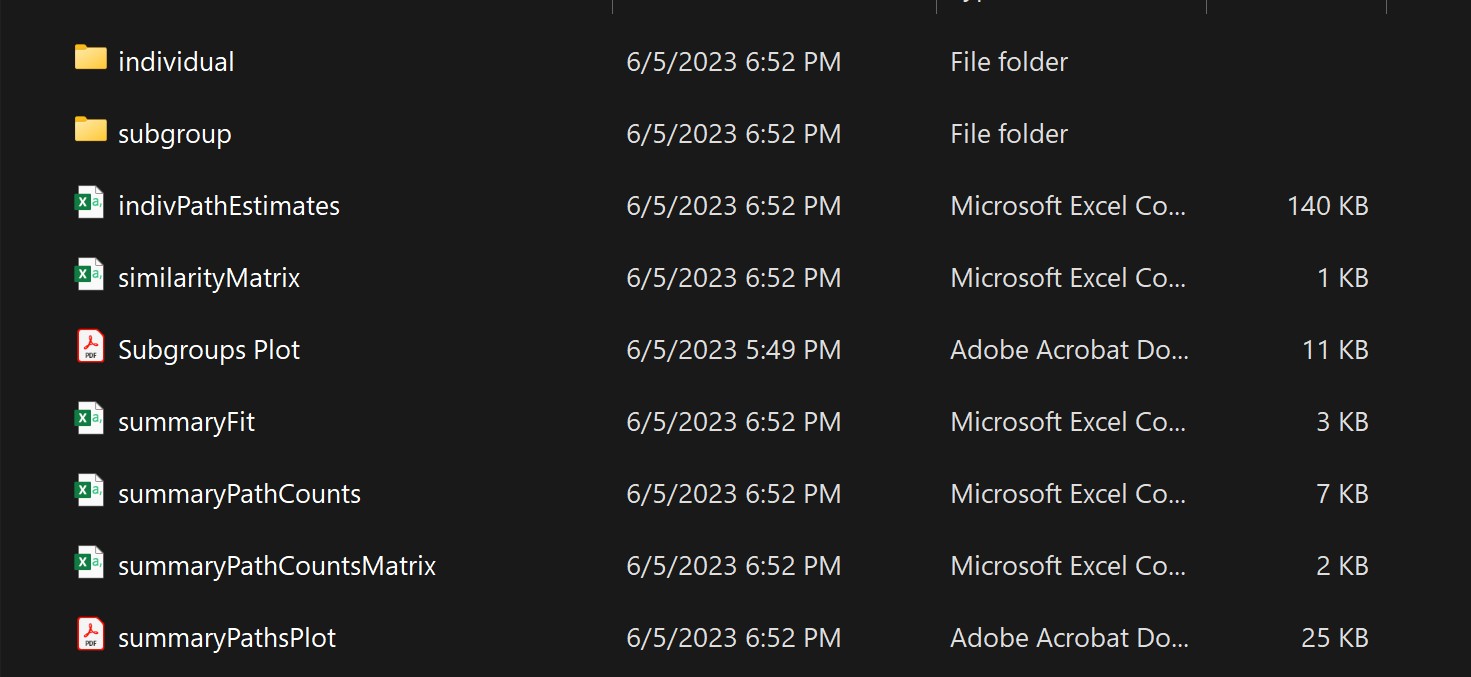 individual 6/5/2023 6:52 PM File folder
subgroup 6/5/2023 6:52 PM File folder
indivPathEstimates 6/5/2023 6:52 PM Microsoft Excel Co... 140 KB
similarityMatrix 6/5/2023 6:52 PM Microsoft Excel Co... 1 KB
Subgroups Plot 6/5/2023 5:49 PM Adobe Acrobat Do... 11 KB
summaryFit 6/5/2023 6:52 PM Microsoft Excel Co... 3 KB
summaryPathCounts 6/5/2023 6:52 PM Microsoft Excel Co... 7 KB
summaryPathCountsMatrix 6/5/2023 6:52 PM Microsoft Excel Co... 2 KB
summaryPathsPlot 6/5/2023 6:52 PM Adobe Acrobat Do... 25 KB